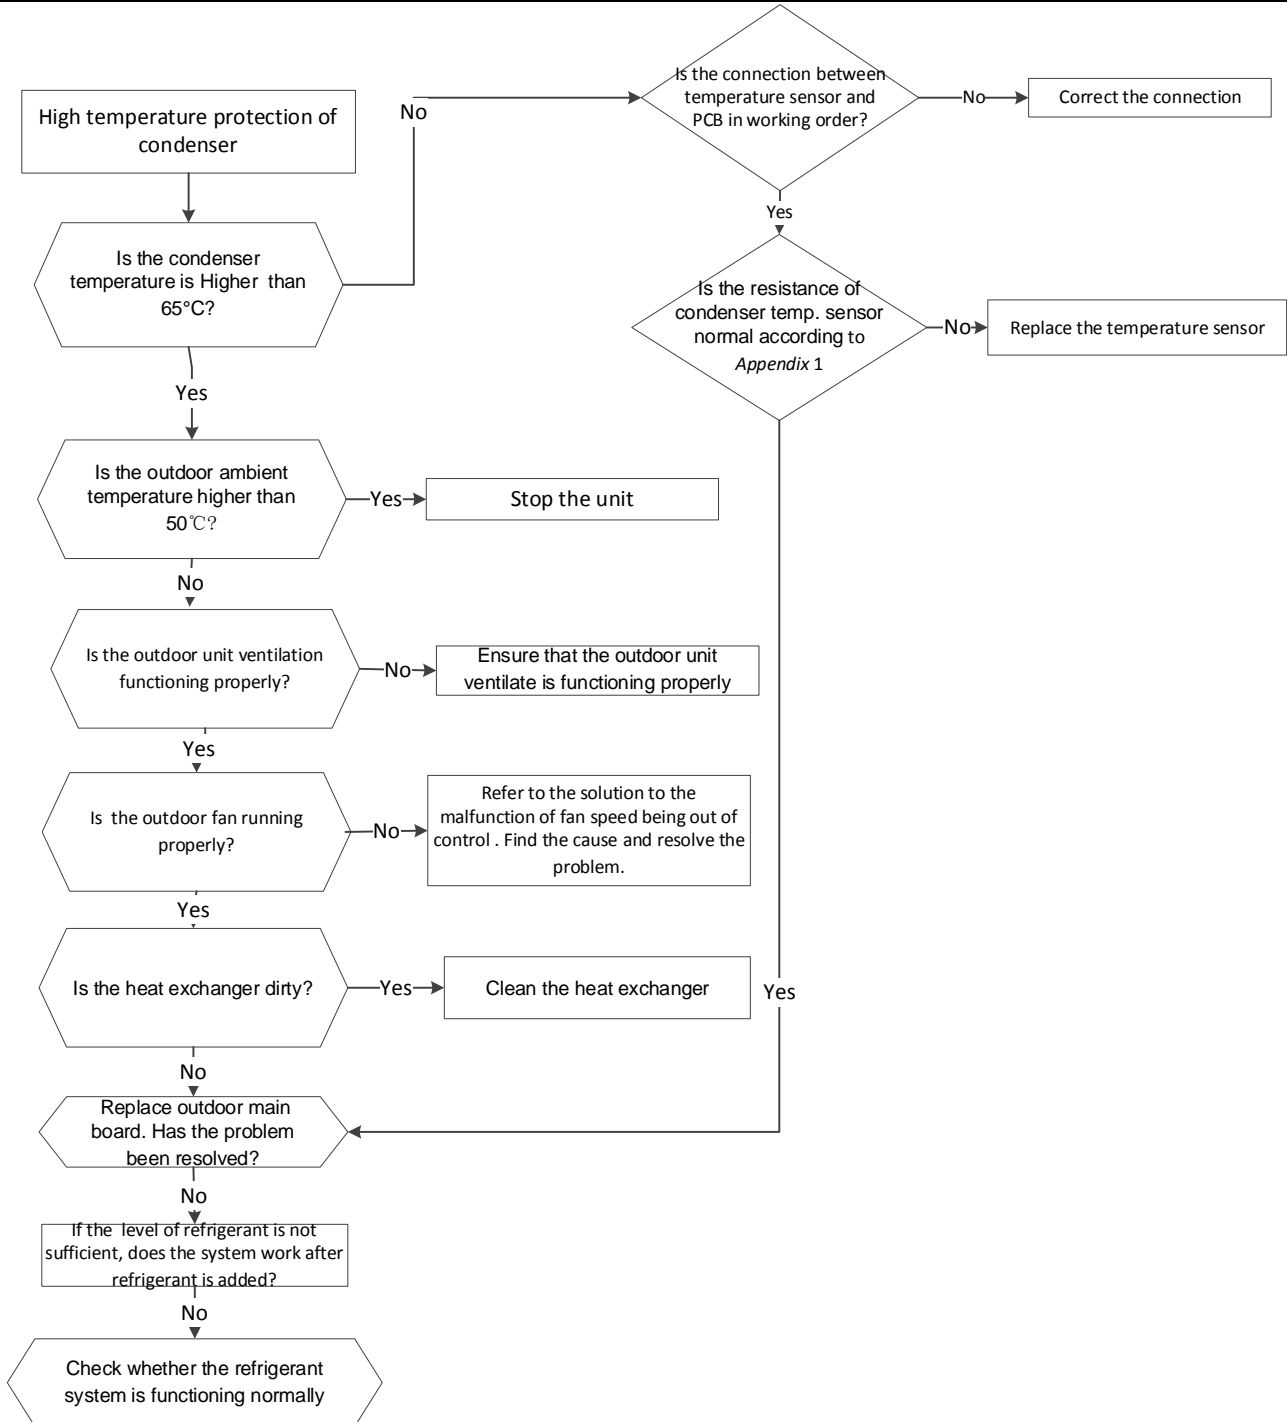 High temperature protection of
condenser
No
Is the connection between
temperature sensor and
PCB in working order?
No
Correct the connection
Yes
Is the condenser
temperature is Higher than
65°C?
Is the resistance of
condenser temp. sensor
normal according to
Appendix 1
No
Replace the temperature sensor
Yes
Is the outdoor ambient
temperature higher than
50℃?
Yes
Stop the unit
No
Is the outdoor unit ventilation
functioning properly?
No
Ensure that the outdoor unit
ventilate is functioning properly
Yes
Is the outdoor fan running
properly?
No
Refer to the solution to the
malfunction of fan speed being out of
control . Find the cause and resolve the
problem.
Yes
Is the heat exchanger dirty?
Yes
Clean the heat exchanger
Yes
No
Replace outdoor main
board. Has the problem
been resolved?
No
If the level of refrigerant is not
sufficient, does the system work after
refrigerant is added?
No
Check whether the refrigerant
system is functioning normally